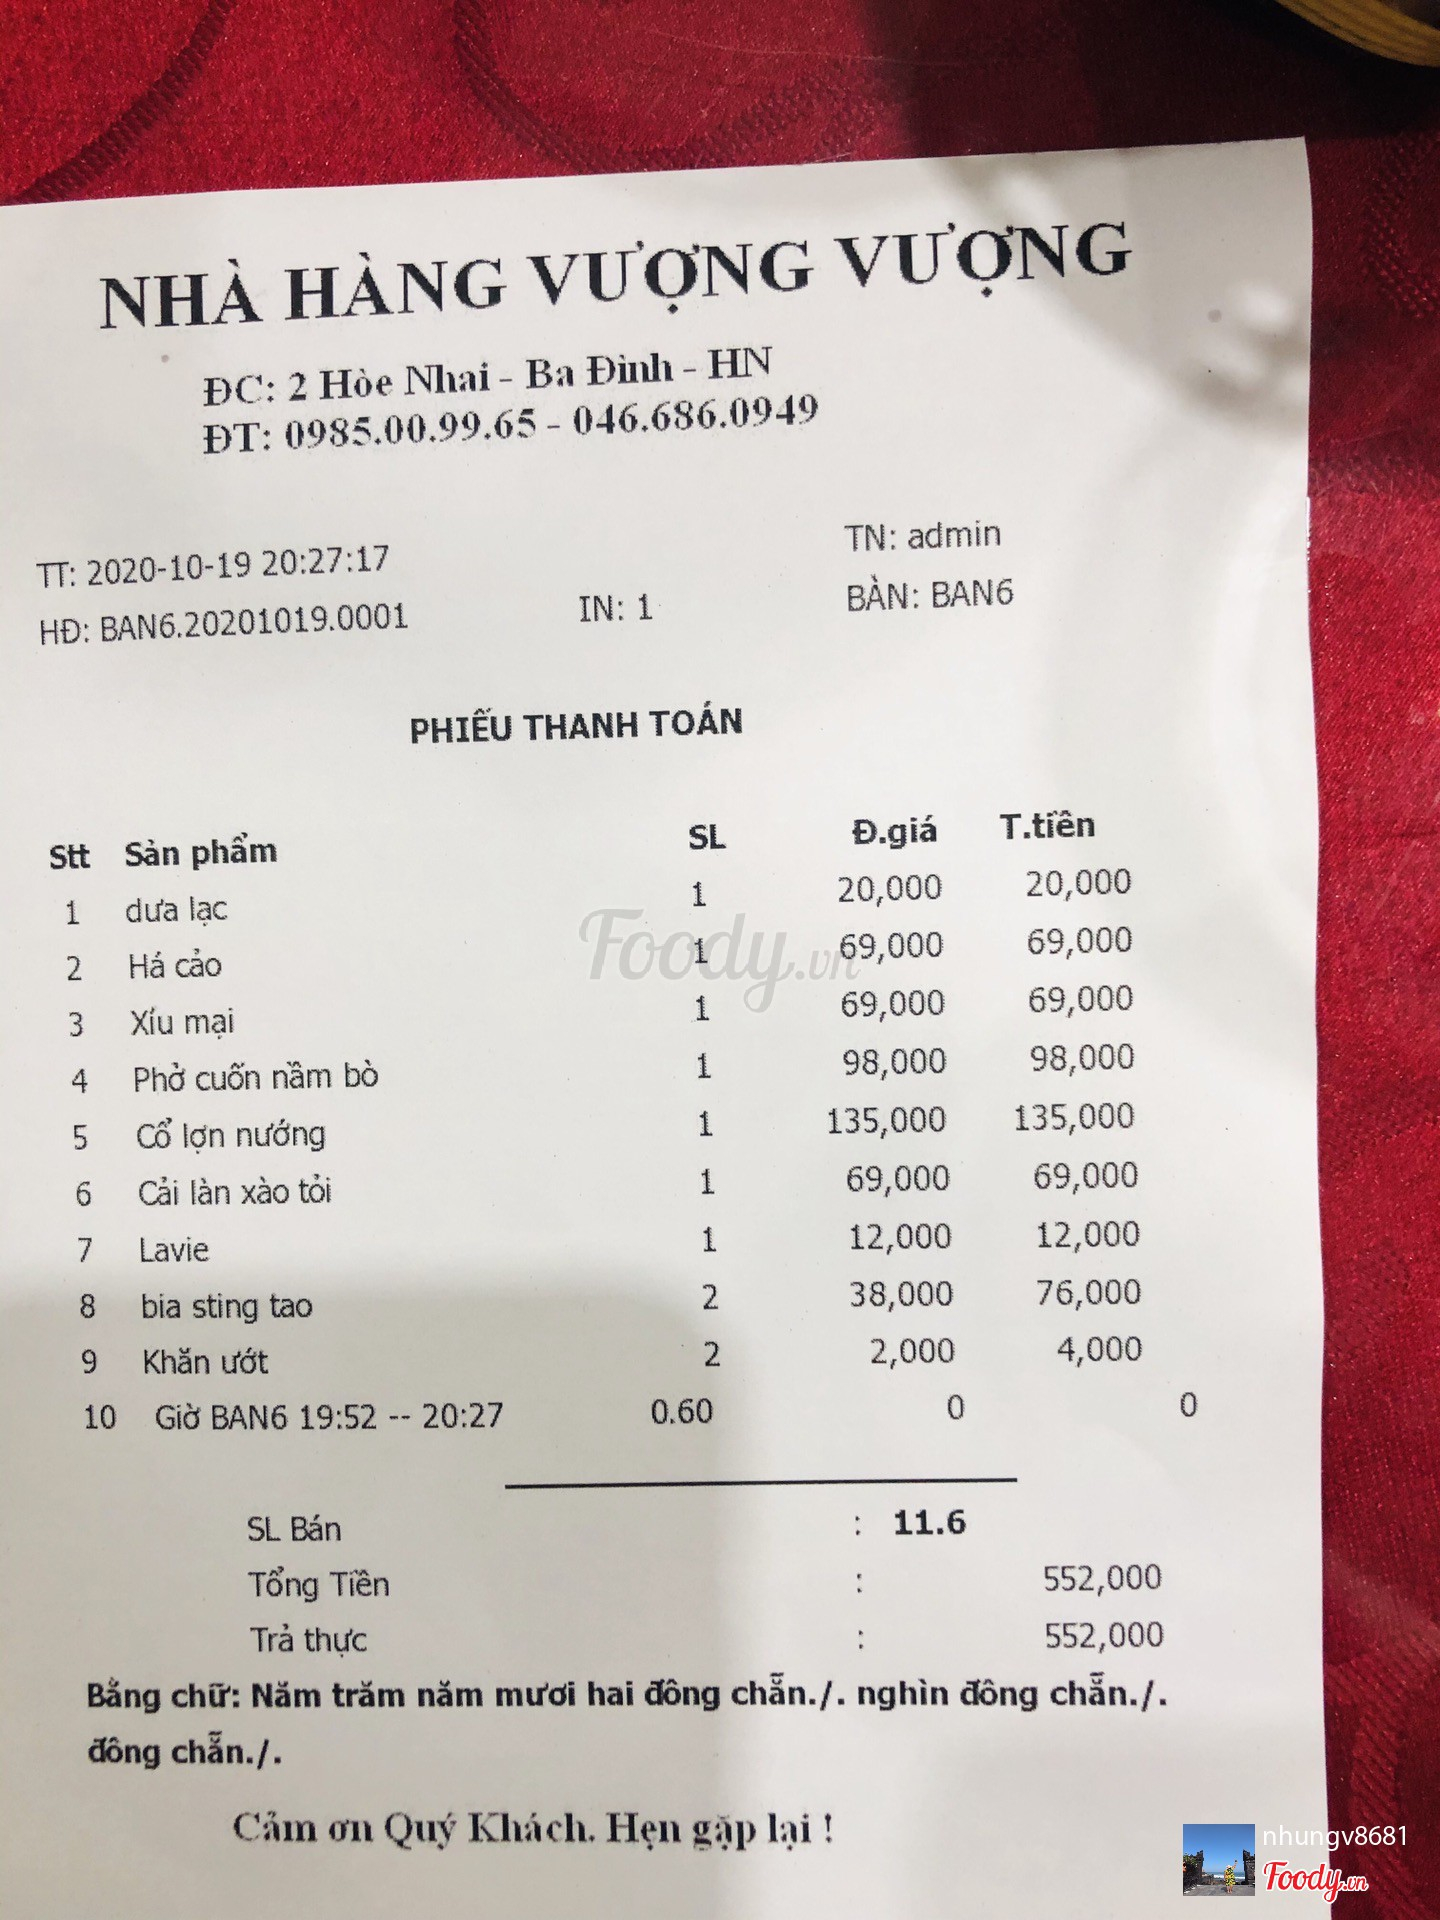 NHÀ HÀNG VƯỢNG VƯỢNG
ĐC: 2 Hòe Nhai - Ba Đình - HN
ĐT: 0985.00.99.65 - 046.686.0949
TT: 2020-10-19 20:27:17 TN: admin
HĐ: BAN6.20201019.0001 IN: 1 BÀN: BAN6
PHIẾU THANH TOÁN
Stt Sản phẩm SL Đ.giá T.tiền
1 dưa lạc 1 20,000 20,000
2 Há cảo 1 69,000 69,000
Foody.vn
3 Xíu mại 1 69,000 69,000
4 Phở cuốn nầm bò 1 98,000 98,000
5 Cổ lợn nướng 1 135,000 135,000
6 Cải làn xào tỏi 1 69,000 69,000
7 Lavie 1 12,000 12,000
8 bia sting tao 2 38,000 76,000
9 Khăn ướt 2 2,000 4,000
10 Giờ BAN6 19:52 -- 20:27 0.60 0 0
SL Bán : 11.6
Tổng Tiền : 552,000
Trả thực : 552,000
Bằng chữ: Năm trăm năm mươi hai đồng chẵn./. nghìn đồng chẵn./.
đồng chẵn./.
Cảm ơn Quý Khách. Hẹn gặp lại !
nhungv8681
Foody.vn